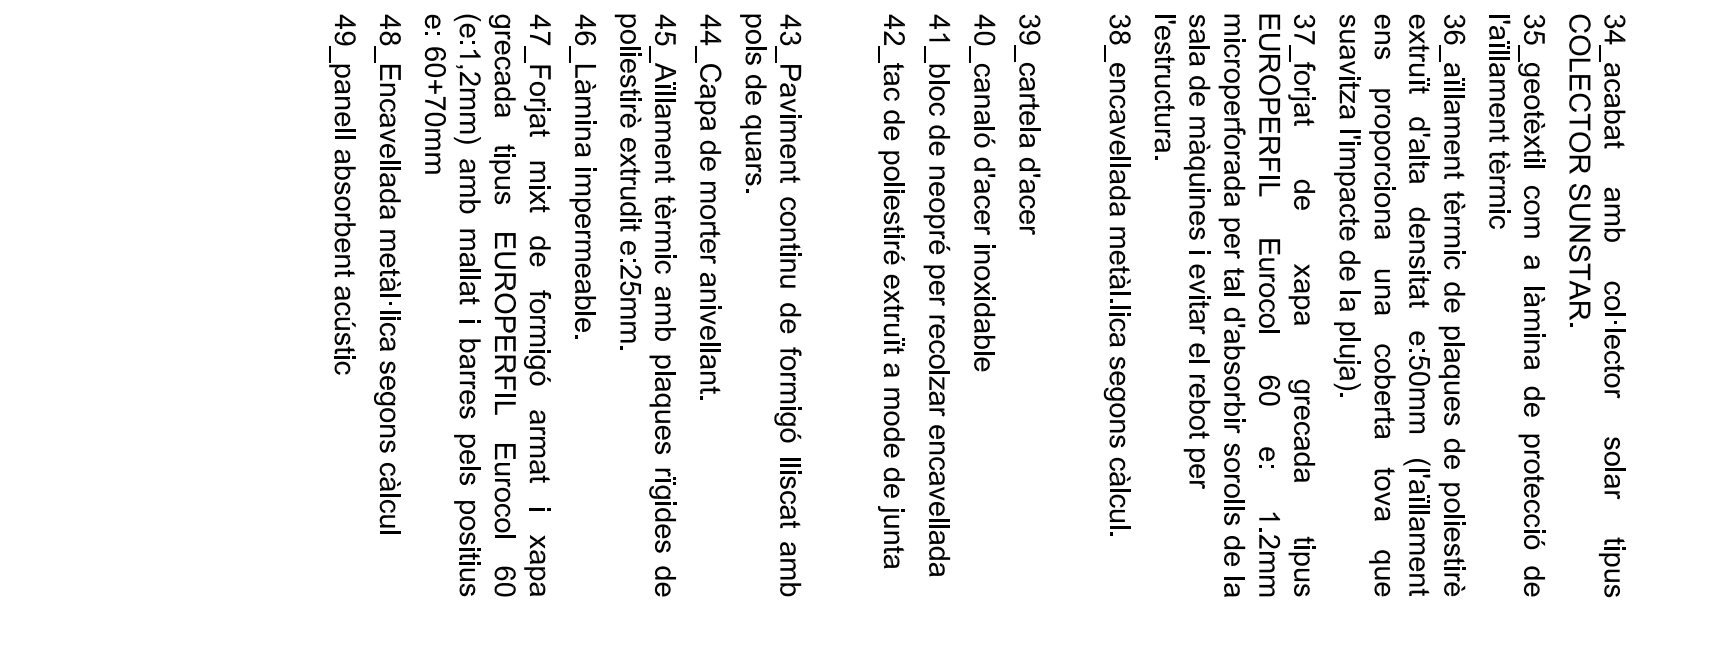 34_acabat amb col·lector solar tipus
COLECTOR SUNSTAR.
35_geotèxtil com a làmina de protecció de
l'aïllament tèrmic
36_aïllament tèrmic de plaques de poliestirè
extruït d'alta densitat e:50mm (l'aïllament
ens proporciona una coberta tova que
suavitza l'impacte de la pluja).
37_forjat de xapa grecada tipus
EUROPERFIL Eurocol 60 e: 1.2mm
microperforada per tal d'absorbir sorolls de la
sala de màquines i evitar el rebot per
l'estructura.
38_encavellada metàl.lica segons càlcul.
39_cartela d'acer
40_canaló d'acer inoxidable
41_bloc de neopré per recolzar encavellada
42_tac de poliestiré extruït a mode de junta
43_Paviment continu de formigó lliscat amb
pols de quars.
44_Capa de morter anivellant.
45_Aïllament tèrmic amb plaques rïgides de
poliestirè extrudit e:25mm.
46_Làmina impermeable.
47_Forjat mixt de formigó armat i xapa
grecada tipus EUROPERFIL Eurocol 60
(e:1,2mm) amb mallat i barres pels positius
e: 60+70mm
48_Encavellada metàl·lica segons càlcul
49_panell absorbent acústic